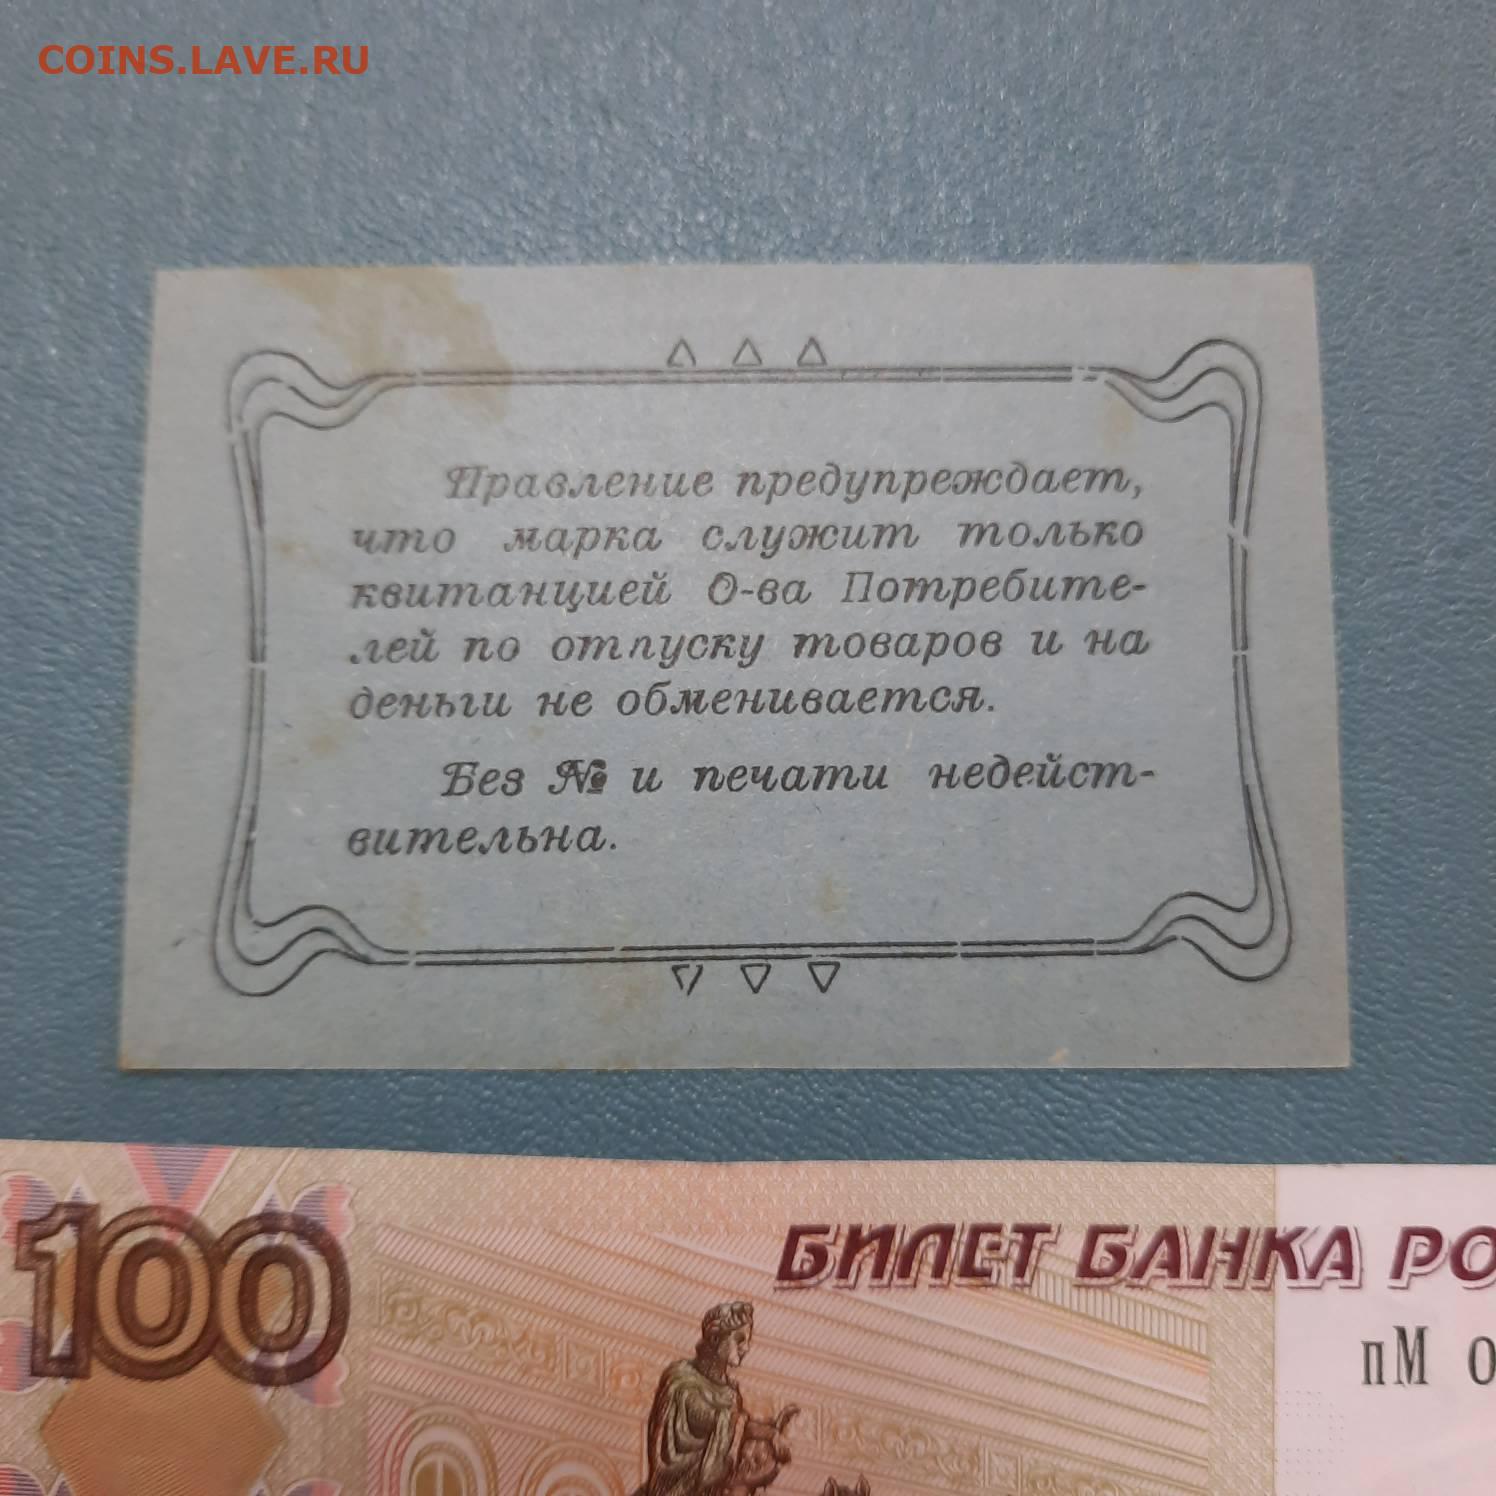 COINS.LAVE.RU
Правление предупреждает,
что марка служит только
квитанцией О-ва Потребите-
лей по отпуску товаров и на
деньги не обменивается.
Без № и печати недейст-
вительна.
100
БИЛЕТ БАНКА РО
пМ